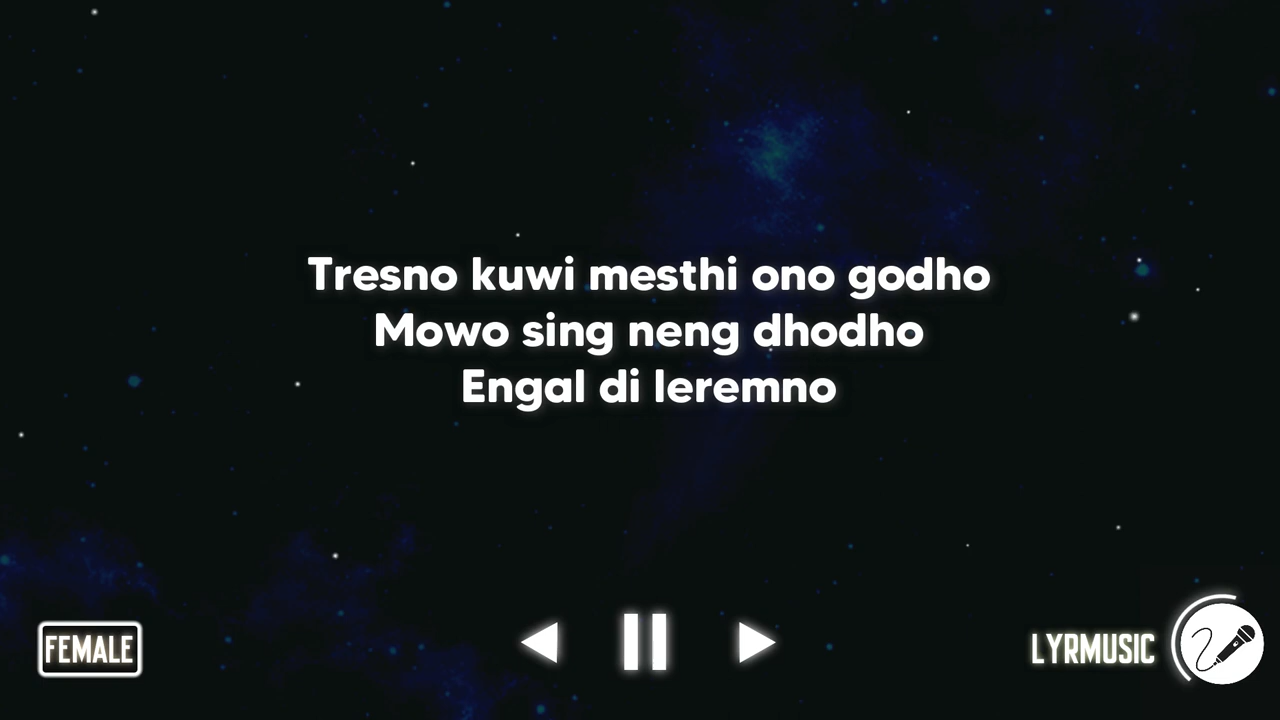 Tresno kuwi mesthi ono godho
Mowo sing neng dhodho
Engal di leremno
FEMALE
LYRMUSIC